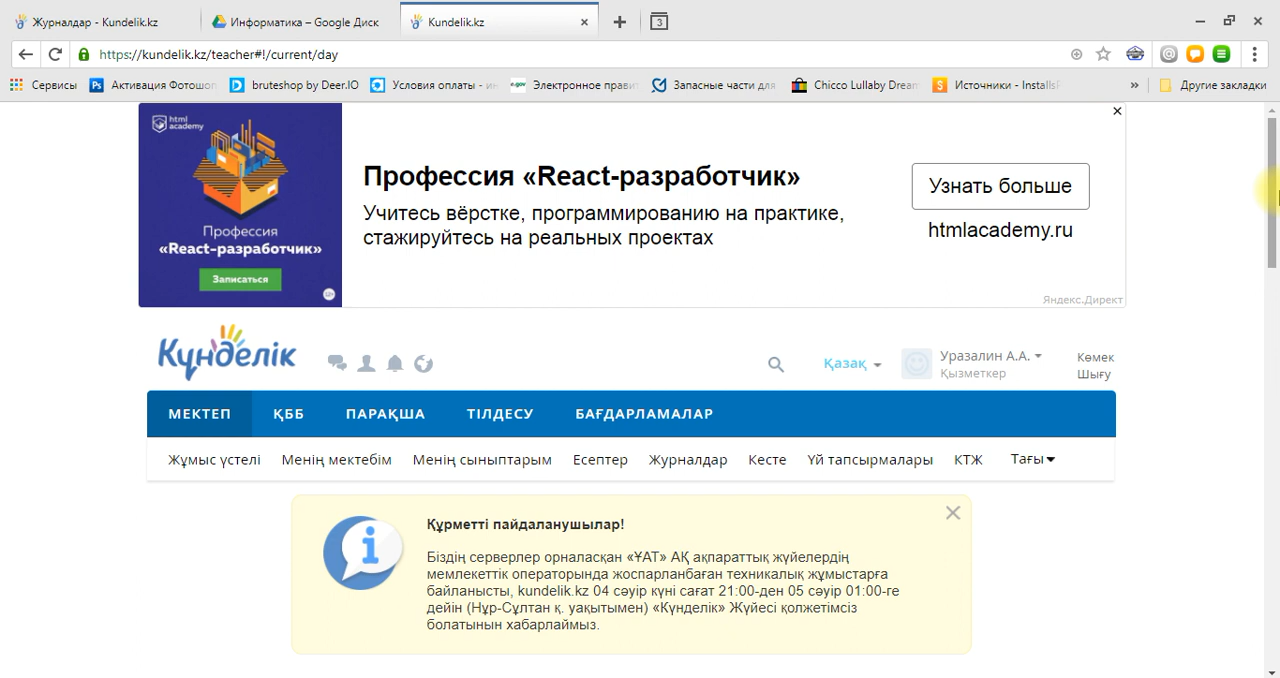 Журналдар - Kundelik.kz
Информатика – Google Диск
Kundelik.kz
3
https://kundelik.kz/teacher#!/current/day
Сервисы
Активация Фотошоп
bruteshop by Deer.IO
Условия оплаты - ин
Электронное прави
Запасные части для
Chicco Lullaby Dream
Источники - Installs
Другие закладки
html academy
Профессия
«React-разработчик»
Записаться
Профессия «React-разработчик»
Учитесь вёрстке, программированию на практике,
стажируйтесь на реальных проектах
Узнать больше
htmlacademy.ru
Яндекс.Директ
Күнделік
Қазақ
Уразалин А.А.
Қызметкер
Көмек
Шығу
МЕКТЕП
ҚББ
ПАРАҚША
ТІЛДЕСУ
БАҒДАРЛАМАЛАР
Жұмыс үстелі
Менің мектебім
Менің сыныптарым
Есептер
Журналдар
Кесте
Үй тапсырмалары
КТЖ
Тағы
Құрметті пайдаланушылар!
Біздің серверлер орналасқан «ҰАТ» АҚ ақпараттық жүйелердің
мемлекеттік операторында жоспарланбаған техникалық жұмыстарға
байланысты, kundelik.kz 04 сәуір күні сағат 21:00-ден 05 сәуір 01:00-ге
дейін (Нұр-Сұлтан қ. уақытымен) «Күнделік» Жүйесі қолжетімсіз
болатынын хабарлаймыз.